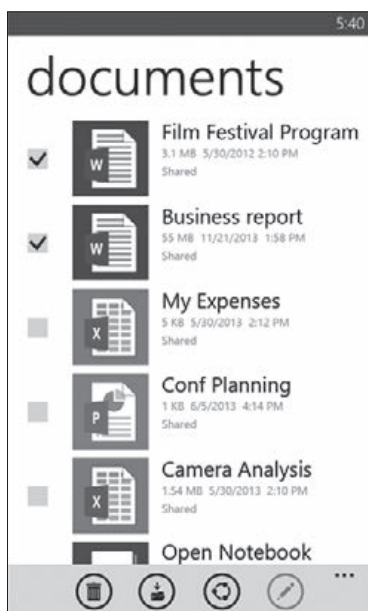 5:40
documents
Film Festival Program
3.1 MB 5/30/2012 2:10 PM
Shared
W
Business report
55 MB 11/21/2013 1:58 PM
Shared
W
My Expenses
5 KB 5/30/2013 2:12 PM
Shared
X
Conf Planning
1 KB 6/5/2013 4:14 PM
Shared
P
Camera Analysis
1.54 MB 5/30/2013 2:10 PM
Shared
X
Open Notebook